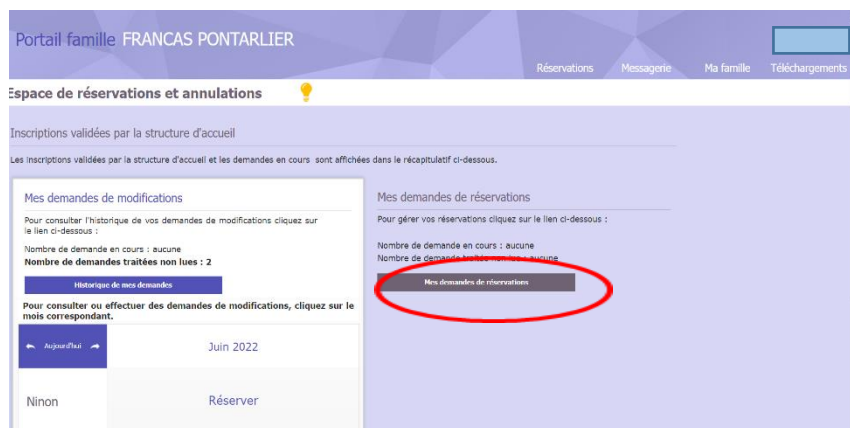 Portail famille FRANCAS PONTARLIER
Réservations Messagerie Ma famille Téléchargements
Espace de réservations et annulations
Inscriptions validées par la structure d'accueil
Les inscriptions validées par la structure d'accueil et les demandes en cours sont affichées dans le récapitulatif ci-dessous.
Mes demandes de modifications
Pour consulter l'historique de vos demandes de modifications cliquez sur
le lien ci-dessous :
Nombre de demande en cours : aucune
Nombre de demandes traitées non lues : 2
Historique de mes demandes
Pour consulter ou effectuer des demandes de modifications, cliquez sur le
mois correspondant.
Aujourd'hui
Juin 2022
Ninon
Réserver
Mes demandes de réservations
Pour gérer vos réservations cliquez sur le lien ci-dessous :
Nombre de demande en cours : aucune
Nombre de demande traitée non lue : aucune
Mes demandes de réservations